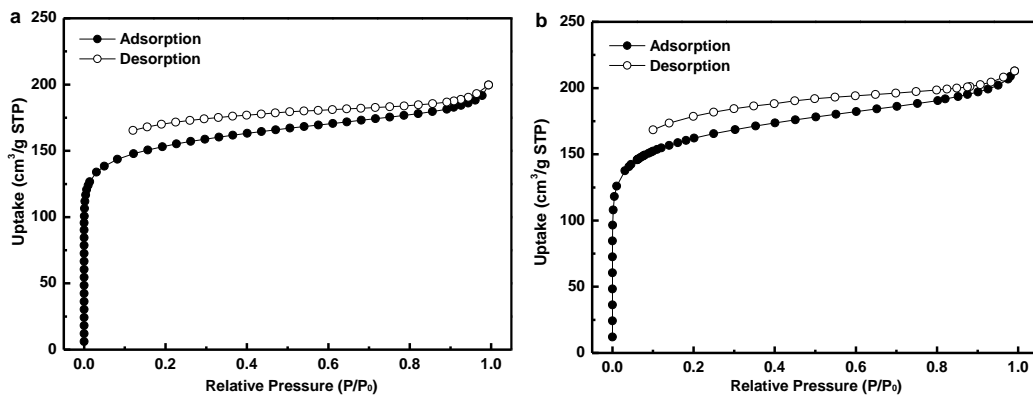 a
250
200
150
100
50
0
Uptake (cm³/g STP)
Adsorption
Desorption
0.0 0.2 0.4 0.6 0.8 1.0
Relative Pressure (P/P₀)
b
250
200
150
100
50
0
Uptake (cm³/g STP)
Adsorption
Desorption
0.0 0.2 0.4 0.6 0.8 1.0
Relative Pressure (P/P₀)